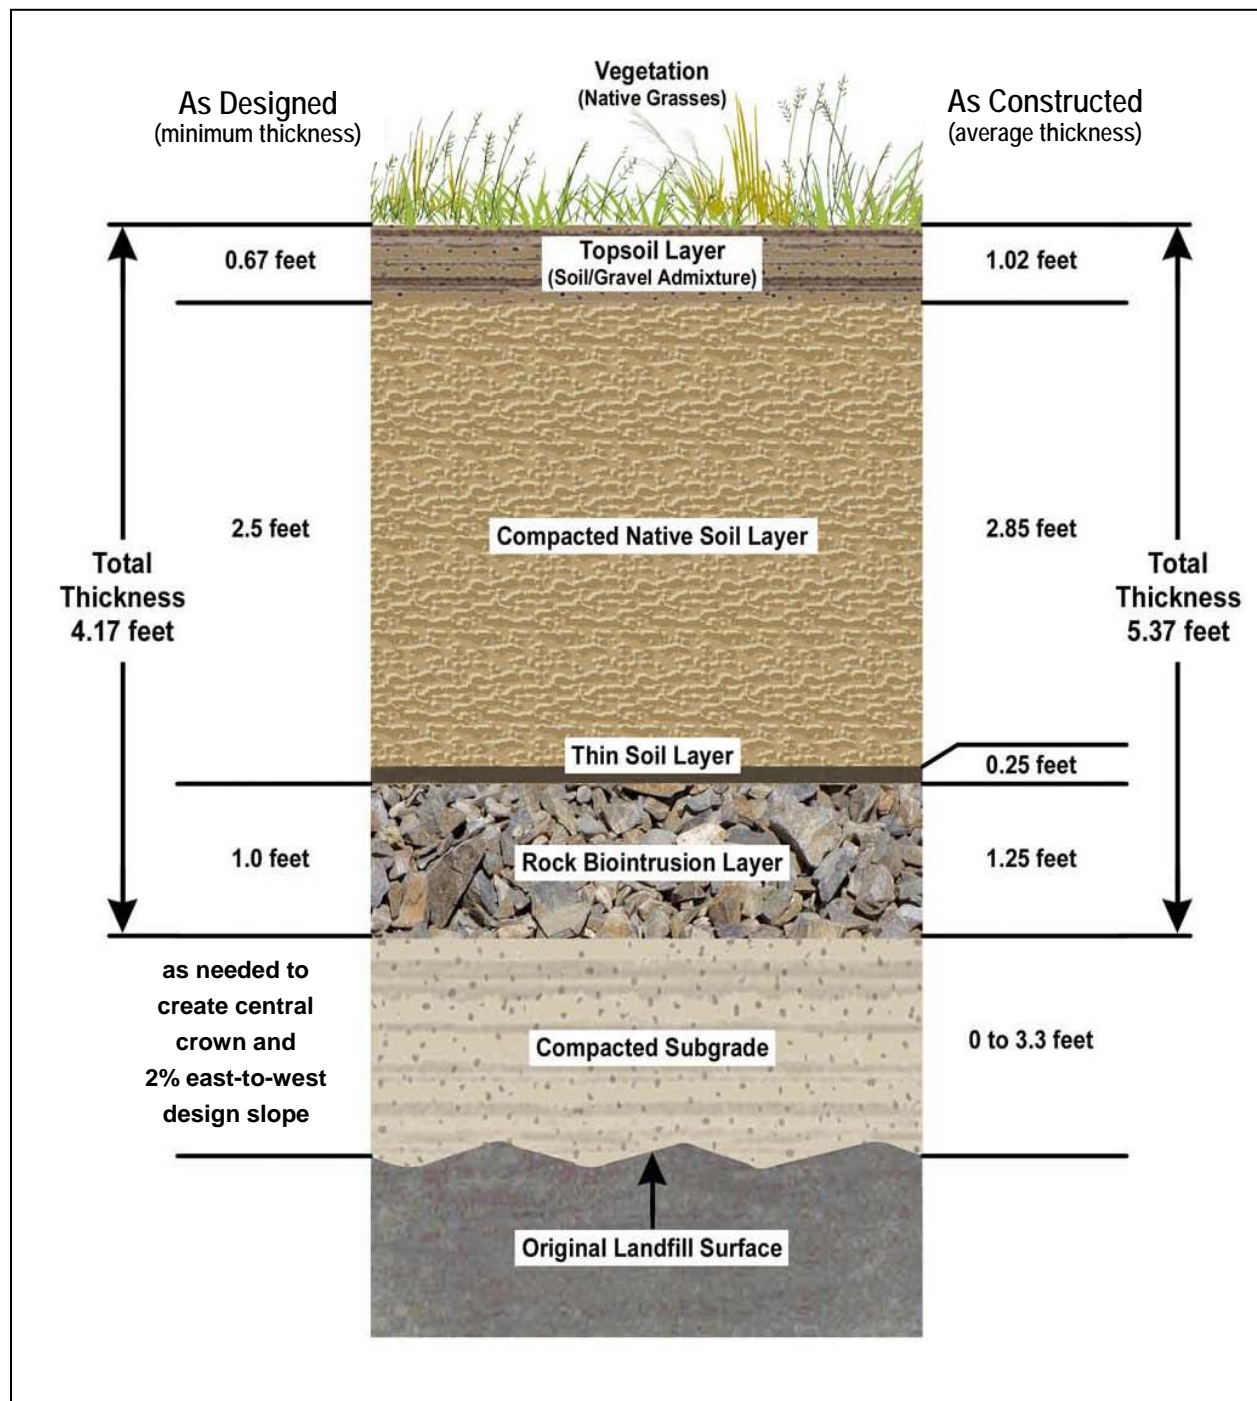 Vegetation
(Native Grasses)
As Designed
(minimum thickness)
As Constructed
(average thickness)
0.67 feet
Topsoil Layer
(Soil/Gravel Admixture)
1.02 feet
2.5 feet
Compacted Native Soil Layer
2.85 feet
Total
Thickness
4.17 feet
Total
Thickness
5.37 feet
Thin Soil Layer
0.25 feet
1.0 feet
Rock Biointrusion Layer
1.25 feet
as needed to
create central
crown and
2% east-to-west
design slope
Compacted Subgrade
0 to 3.3 feet
Original Landfill Surface